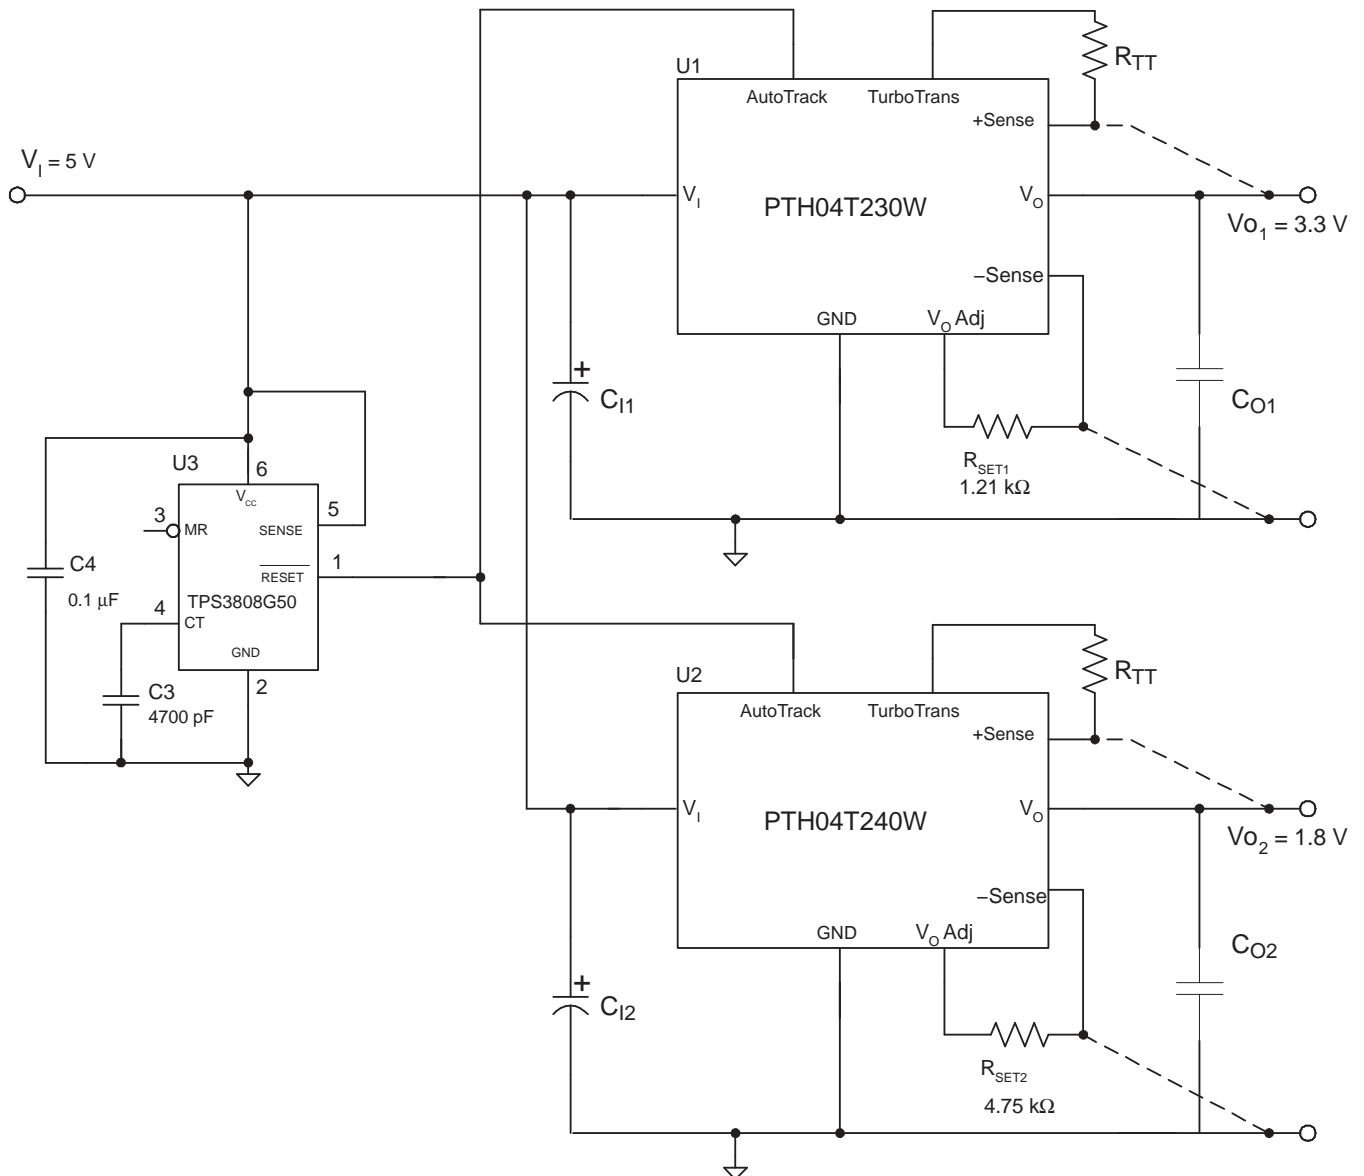 V_I = 5 V
U1
AutoTrack
TurboTrans
R_TT
+Sense
V_I
PTH04T230W
V_O
Vo_1 = 3.3 V
–Sense
GND
V_O Adj
+
C_I1
C_O1
R_SET1
1.21 kΩ
U3
6
V_CC
3
MR
5
SENSE
1
RESET
C4
0.1 µF
TPS3808G50
4
CT
GND
2
C3
4700 pF
U2
AutoTrack
TurboTrans
R_TT
+Sense
V_I
PTH04T240W
V_O
Vo_2 = 1.8 V
–Sense
GND
V_O Adj
+
C_I2
C_O2
R_SET2
4.75 kΩ